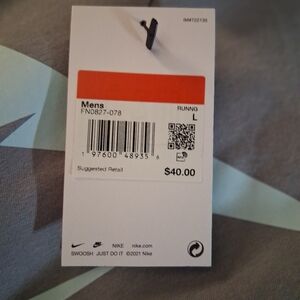 Mens
FN0827-078
RUNNG
L
1 97600 48935 6
Suggested Retail
$40.00
NIKE nike.com
SWOOSH JUST DO IT ©2021 Nike